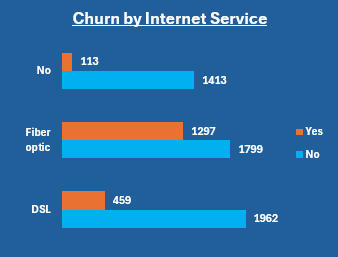 Churn by Internet Service
No
113
1413
Fiber
optic
1297
1799
Yes
No
DSL
459
1962